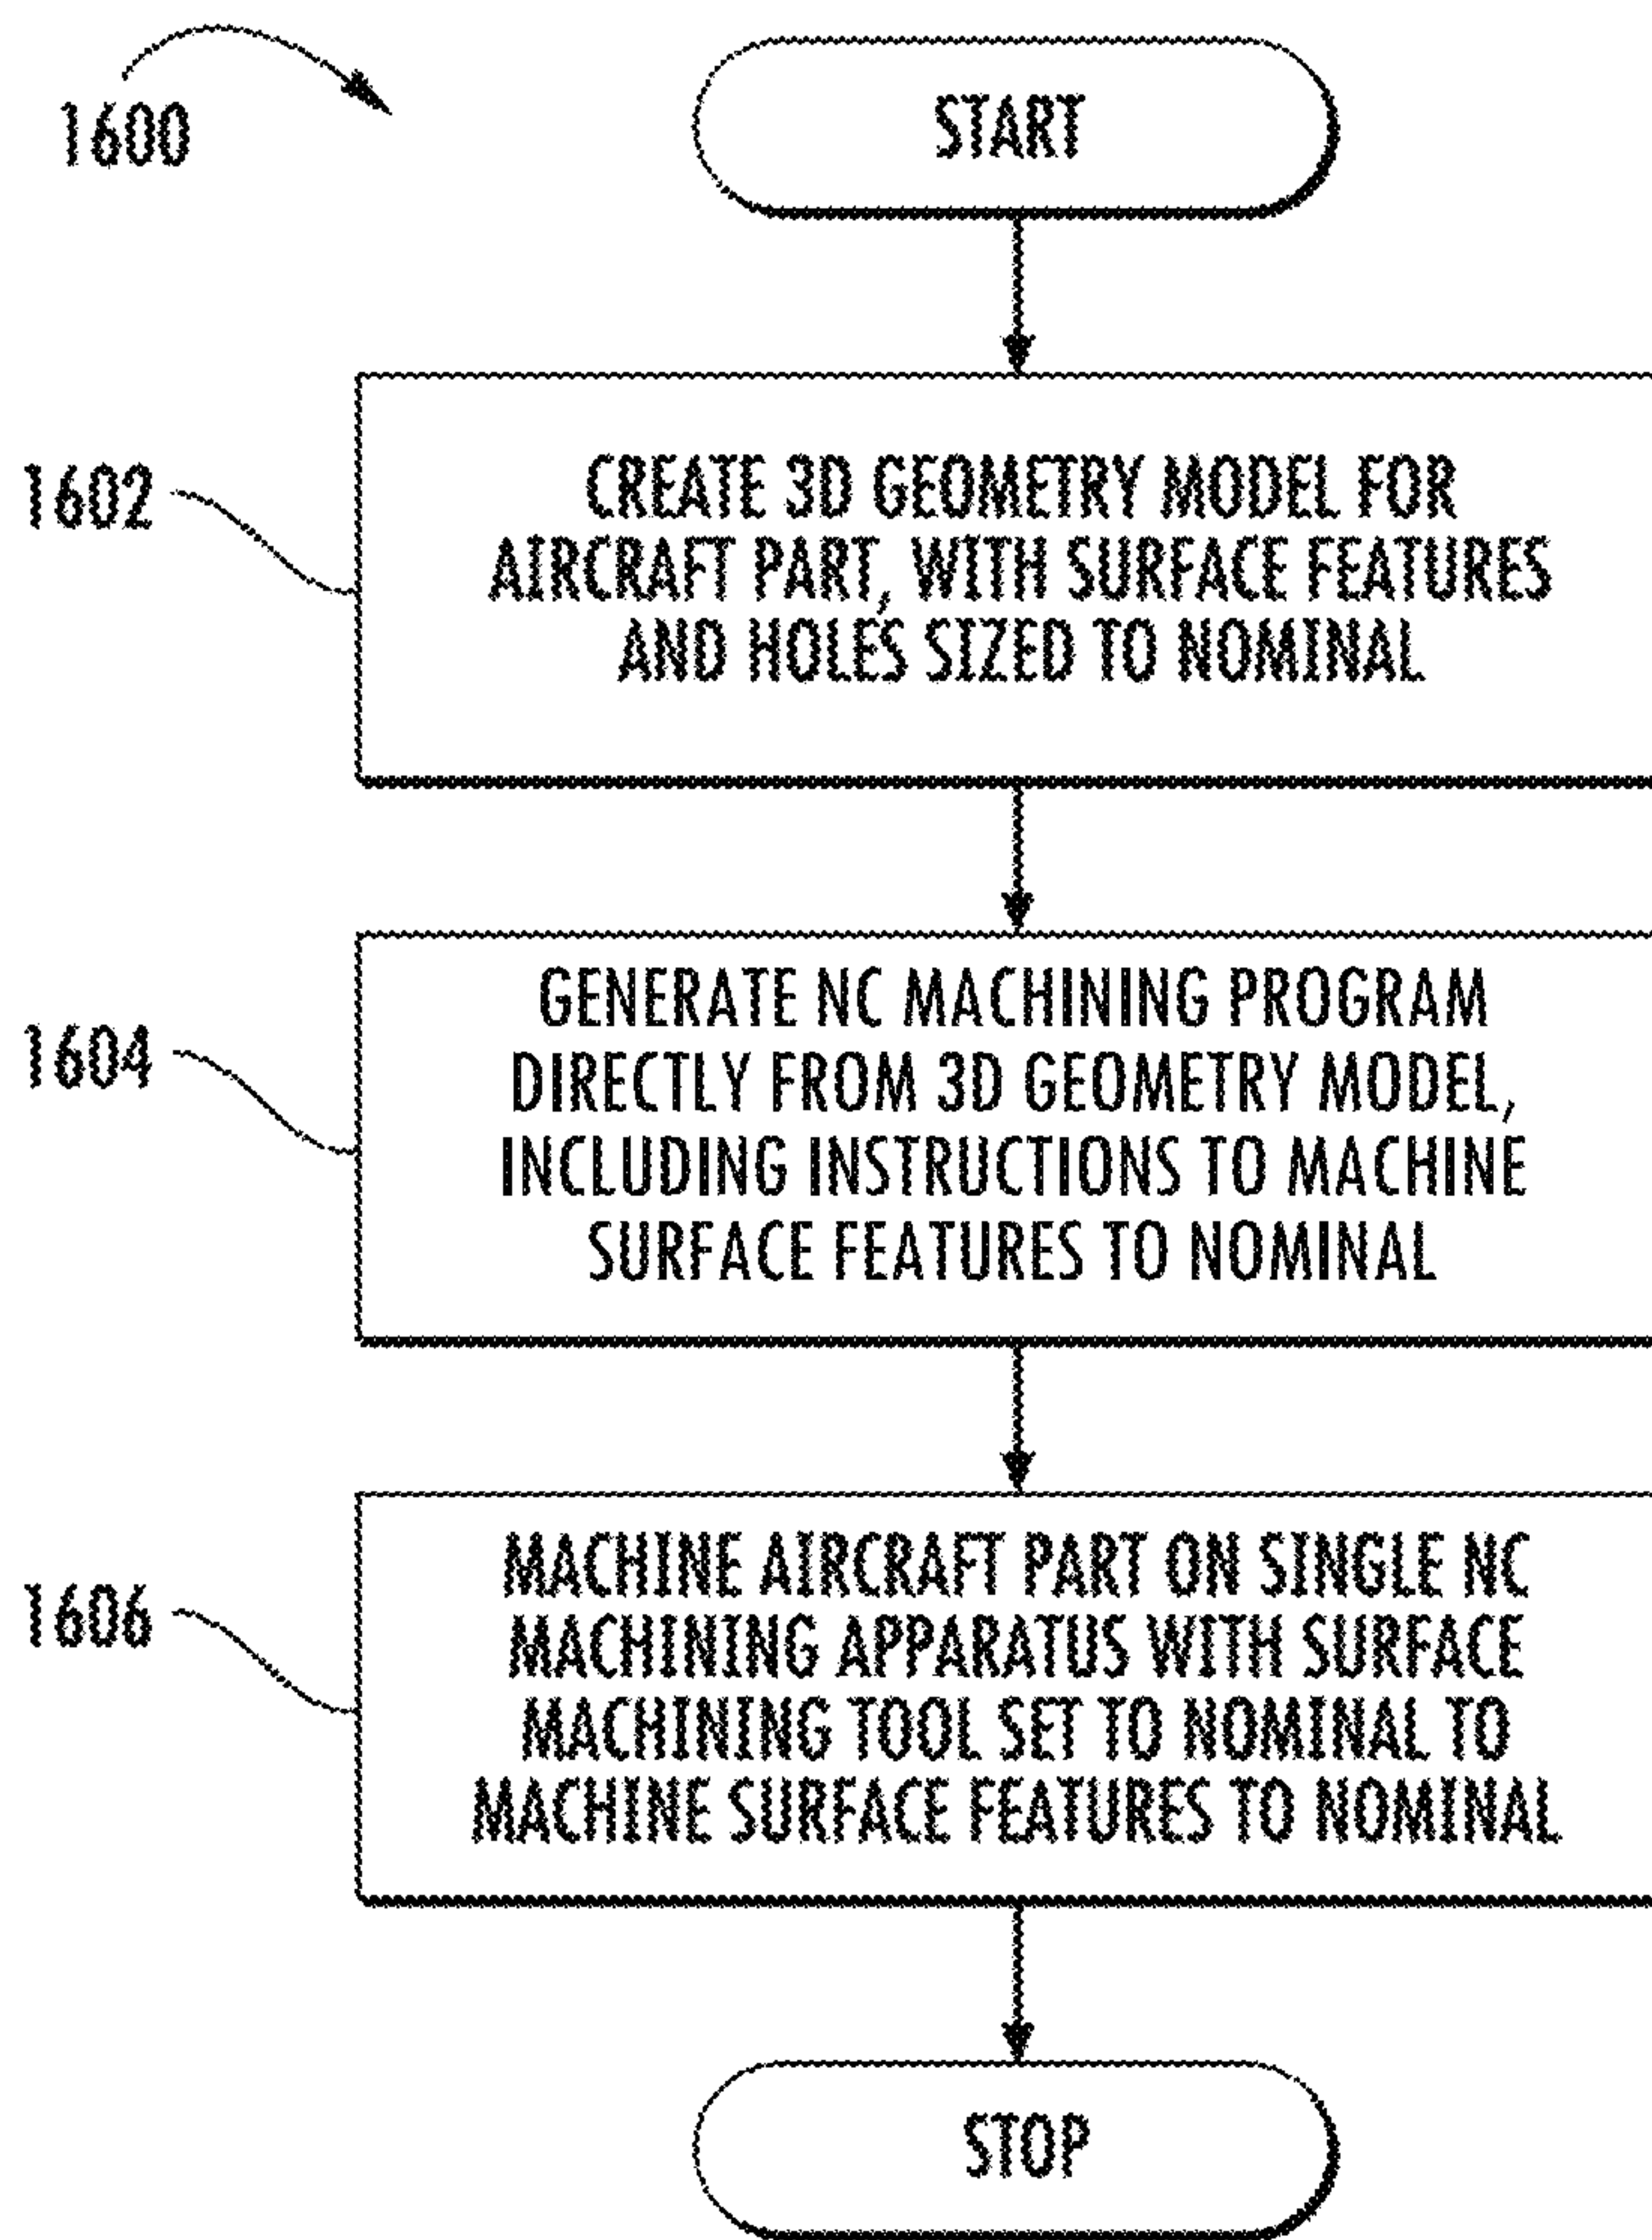 1600
START
1602
CREATE 3D GEOMETRY MODEL FOR
AIRCRAFT PART, WITH SURFACE FEATURES
AND HOLES SIZED TO NOMINAL
1604
GENERATE NC MACHINING PROGRAM
DIRECTLY FROM 3D GEOMETRY MODEL,
INCLUDING INSTRUCTIONS TO MACHINE
SURFACE FEATURES TO NOMINAL
1606
MACHINE AIRCRAFT PART ON SINGLE NC
MACHINING APPARATUS WITH SURFACE
MACHINING TOOL SET TO NOMINAL TO
MACHINE SURFACE FEATURES TO NOMINAL
STOP